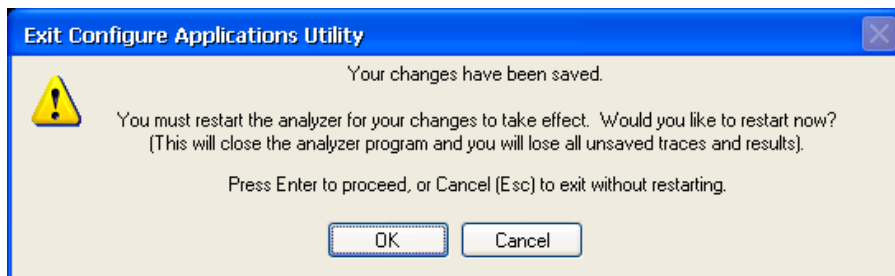 Exit Configure Applications Utility
Your changes have been saved.
You must restart the analyzer for your changes to take effect.  Would you like to restart now?
(This will close the analyzer program and you will lose all unsaved traces and results).
Press Enter to proceed, or Cancel (Esc) to exit without restarting.
OK Cancel